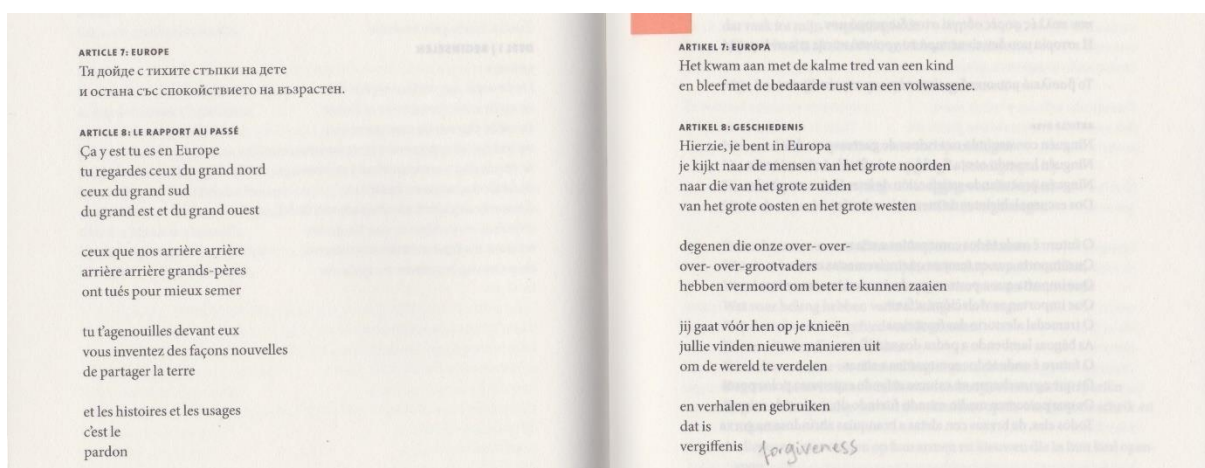 ARTICLE 7: EUROPE
Тя дойде с тихите стъпки на дете
и остана със спокойствието на възрастен.
ARTICLE 8: LE RAPPORT AU PASSÉ
Ça y est tu es en Europe
tu regardes ceux du grand nord
ceux du grand sud
du grand est et du grand ouest
ceux que nos arrière arrière
arrière arrière grands-pères
ont tués pour mieux semer
tu t'agenouilles devant eux
vous inventez des façons nouvelles
de partager la terre
et les histoires et les usages
c'est le
pardon
ARTIKEL 7: EUROPA
Het kwam aan met de kalme tred van een kind
en bleef met de bedaarde rust van een volwassene.
ARTIKEL 8: GESCHIEDENIS
Hierzie, je bent in Europa
je kijkt naar de mensen van het grote noorden
naar die van het grote zuiden
van het grote oosten en het grote westen
degenen die onze over- over-
over- over-grootvaders
hebben vermoord om beter te kunnen zaaien
jij gaat vóór hen op je knieën
jullie vinden nieuwe manieren uit
om de wereld te verdelen
en verhalen en gebruiken
dat is
vergiffenis forgiveness